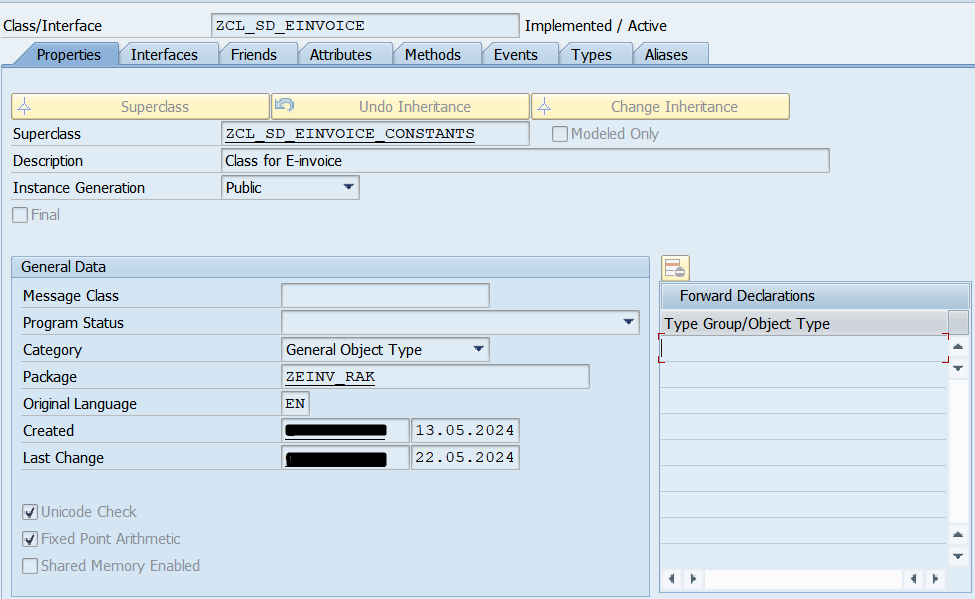 Class/Interface ZCL_SD_EINVOICE Implemented / Active
Properties Interfaces Friends Attributes Methods Events Types Aliases
Superclass Undo Inheritance Change Inheritance
Superclass ZCL_SD_EINVOICE_CONSTANTS Modeled Only
Description Class for E-invoice
Instance Generation Public
Final
General Data
Message Class
Program Status
Category General Object Type
Package ZEINV_RAK
Original Language EN
Created 13.05.2024
Last Change 22.05.2024
Unicode Check
Fixed Point Arithmetic
Shared Memory Enabled
Forward Declarations
Type Group/Object Type